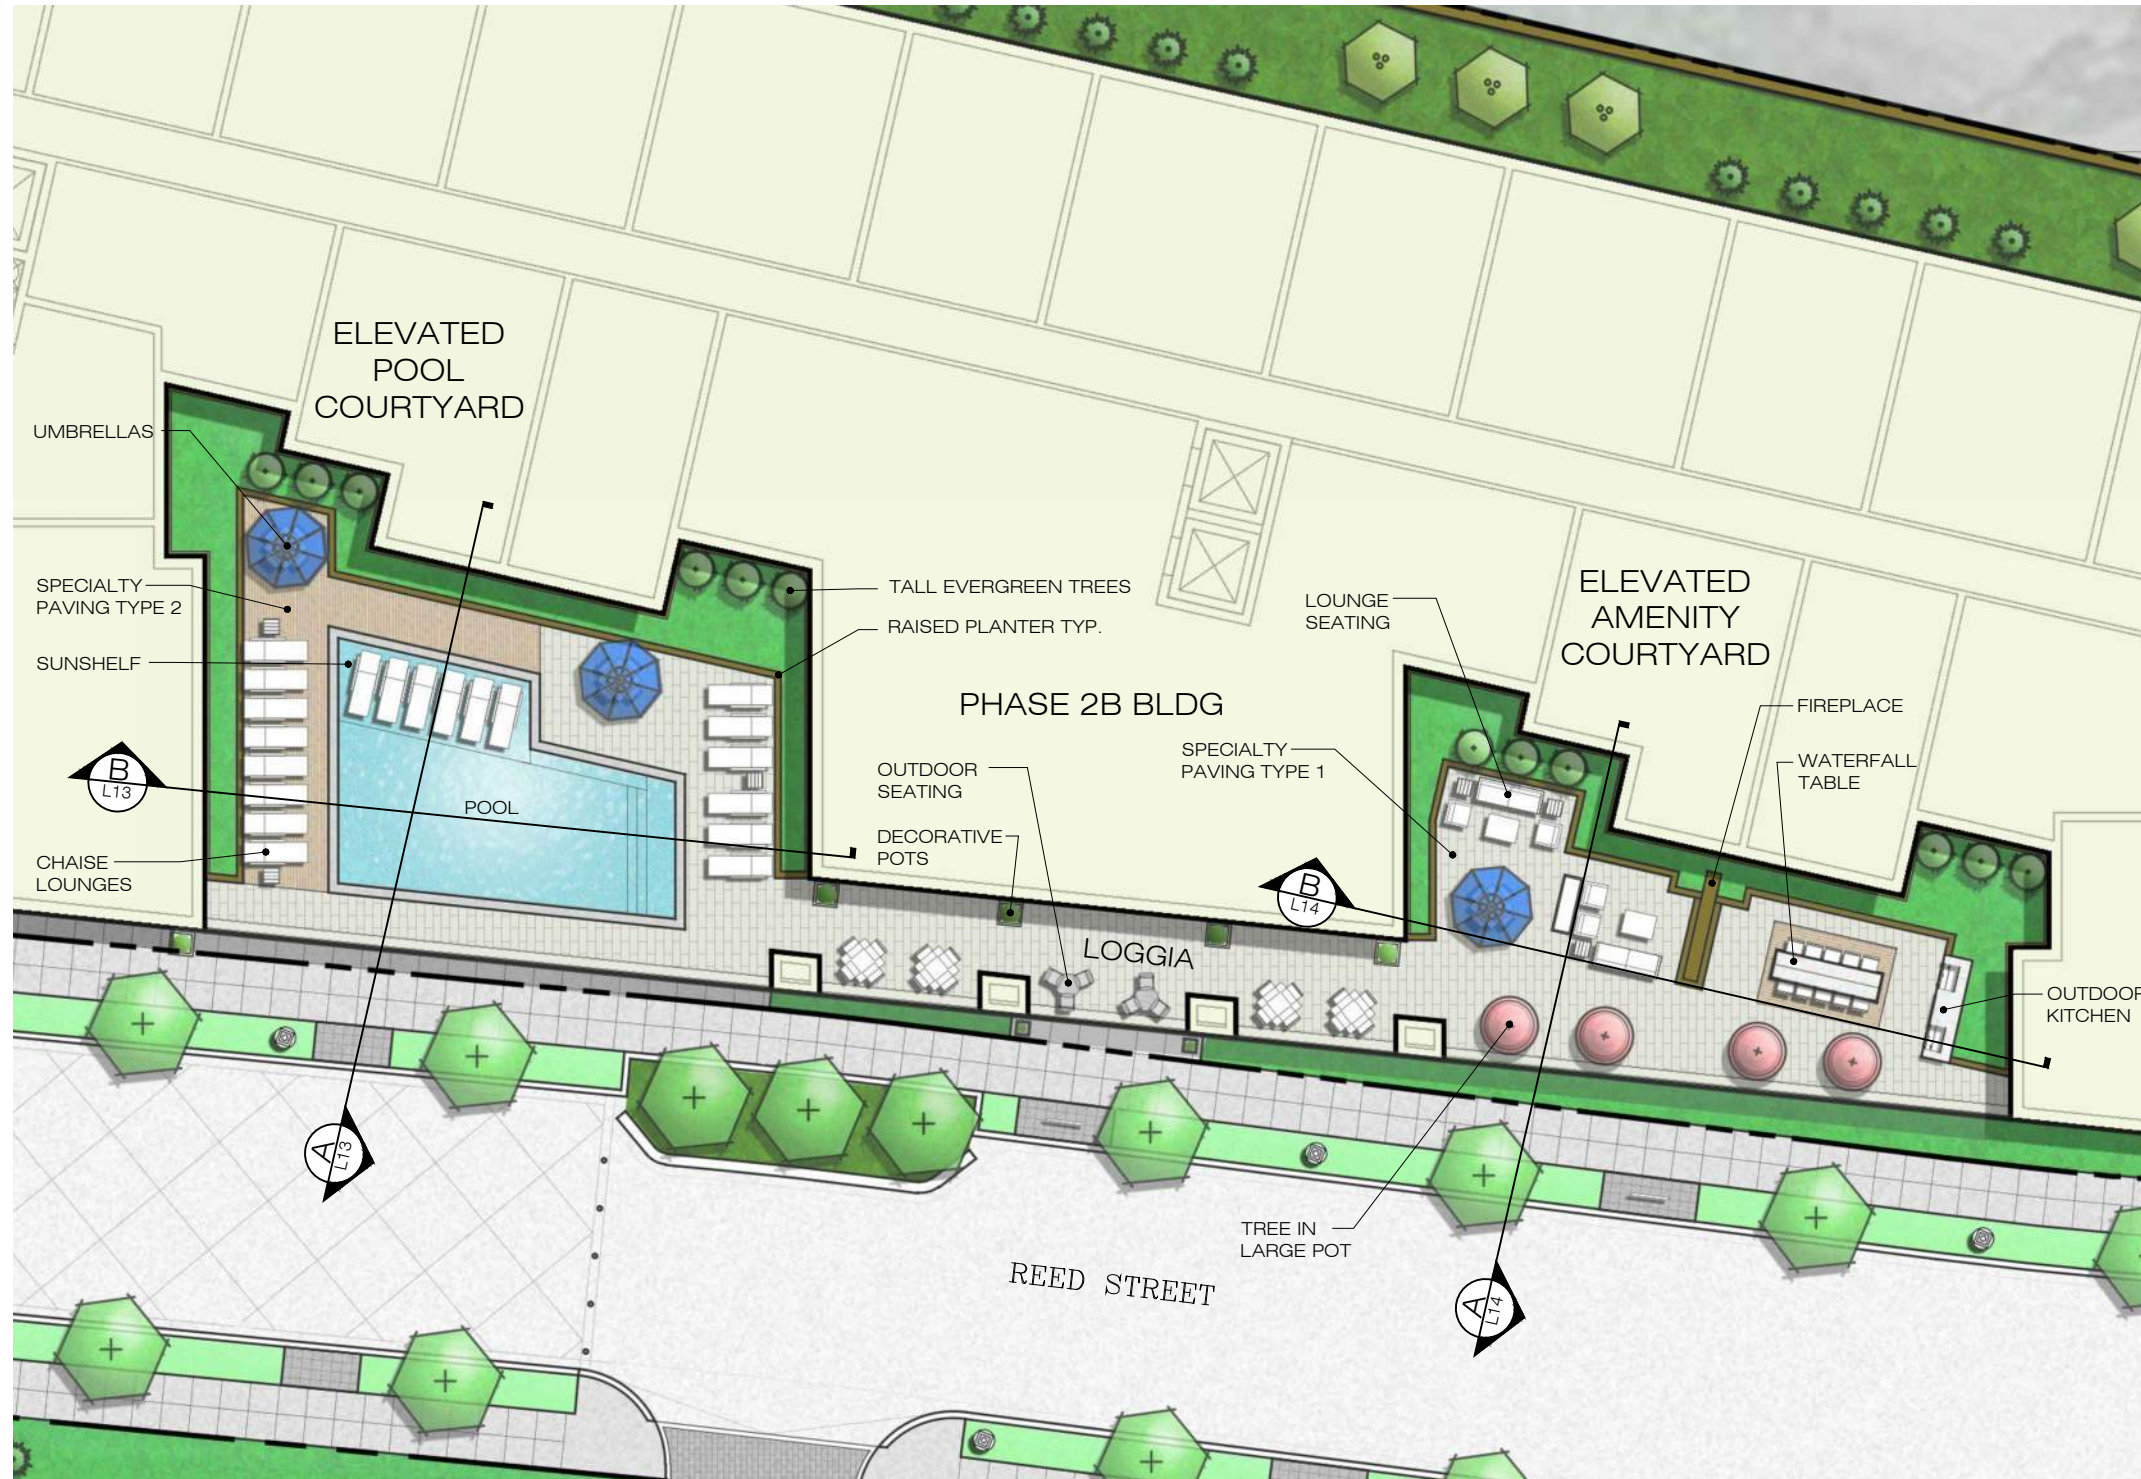 ELEVATED
POOL
COURTYARD
UMBRELLAS
SPECIALTY
PAVING TYPE 2
SUNSHELF
TALL EVERGREEN TREES
RAISED PLANTER TYP.
LOUNGE
SEATING
ELEVATED
AMENITY
COURTYARD
PHASE 2B BLDG
FIREPLACE
SPECIALTY
PAVING TYPE 1
WATERFALL
TABLE
B
L13
POOL
OUTDOOR
SEATING
DECORATIVE
POTS
CHAISE
LOUNGES
B
L14
LOGGIA
OUTDOOR
KITCHEN
A
L13
TREE IN
LARGE POT
REED STREET
A
L14